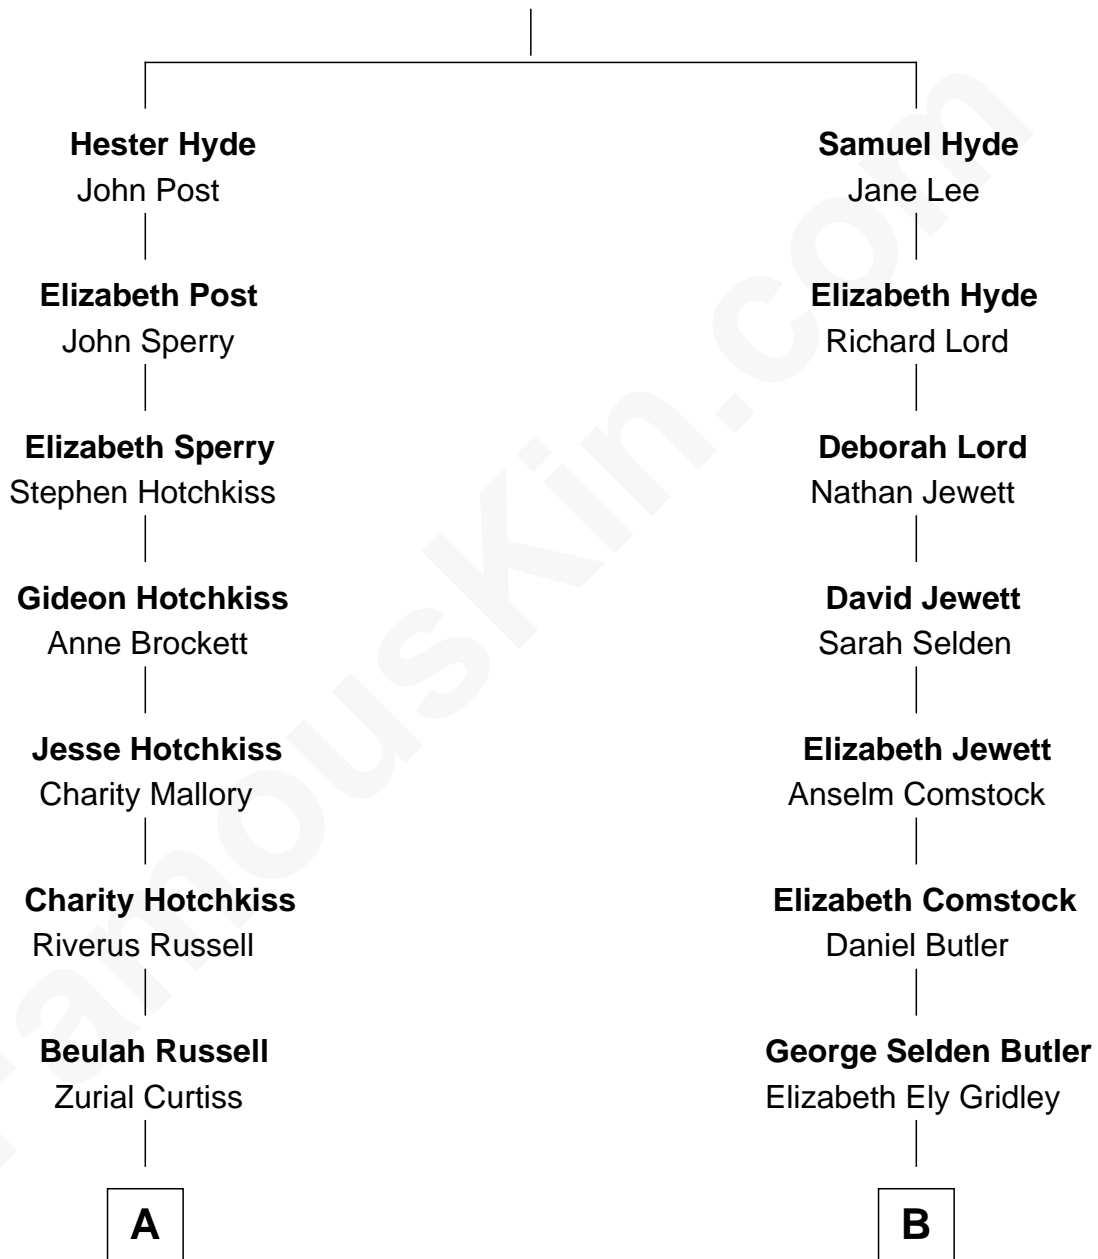 Hester Hyde
John Post
Samuel Hyde
Jane Lee
Elizabeth Post
John Sperry
Elizabeth Hyde
Richard Lord
Elizabeth Sperry
Stephen Hotchkiss
Deborah Lord
Nathan Jewett
Gideon Hotchkiss
Anne Brockett
David Jewett
Sarah Selden
Jesse Hotchkiss
Charity Mallory
Elizabeth Jewett
Anselm Comstock
Charity Hotchkiss
Riverus Russell
Elizabeth Comstock
Daniel Butler
Beulah Russell
Zurial Curtiss
George Selden Butler
Elizabeth Ely Gridley
A
B
FamousKin.com